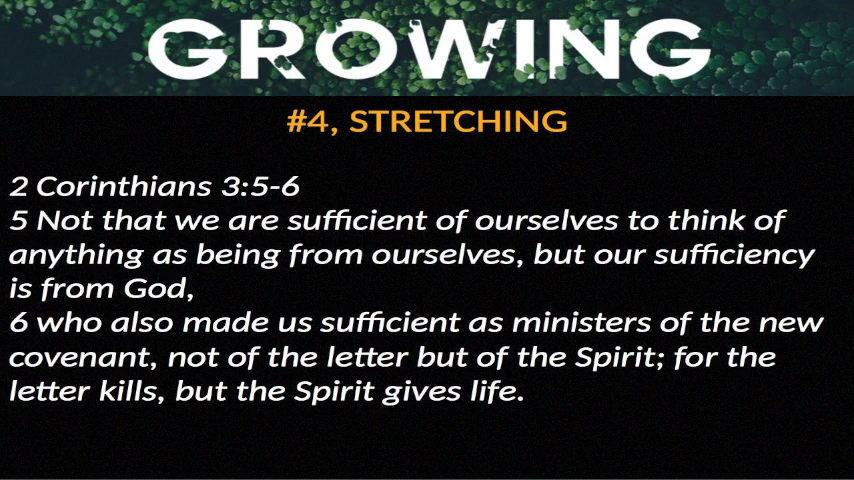 GROWING
#4, STRETCHING
2 Corinthians 3:5-6
5 Not that we are sufficient of ourselves to think of
anything as being from ourselves, but our sufficiency
is from God,
6 who also made us sufficient as ministers of the new
covenant, not of the letter but of the Spirit; for the
letter kills, but the Spirit gives life.